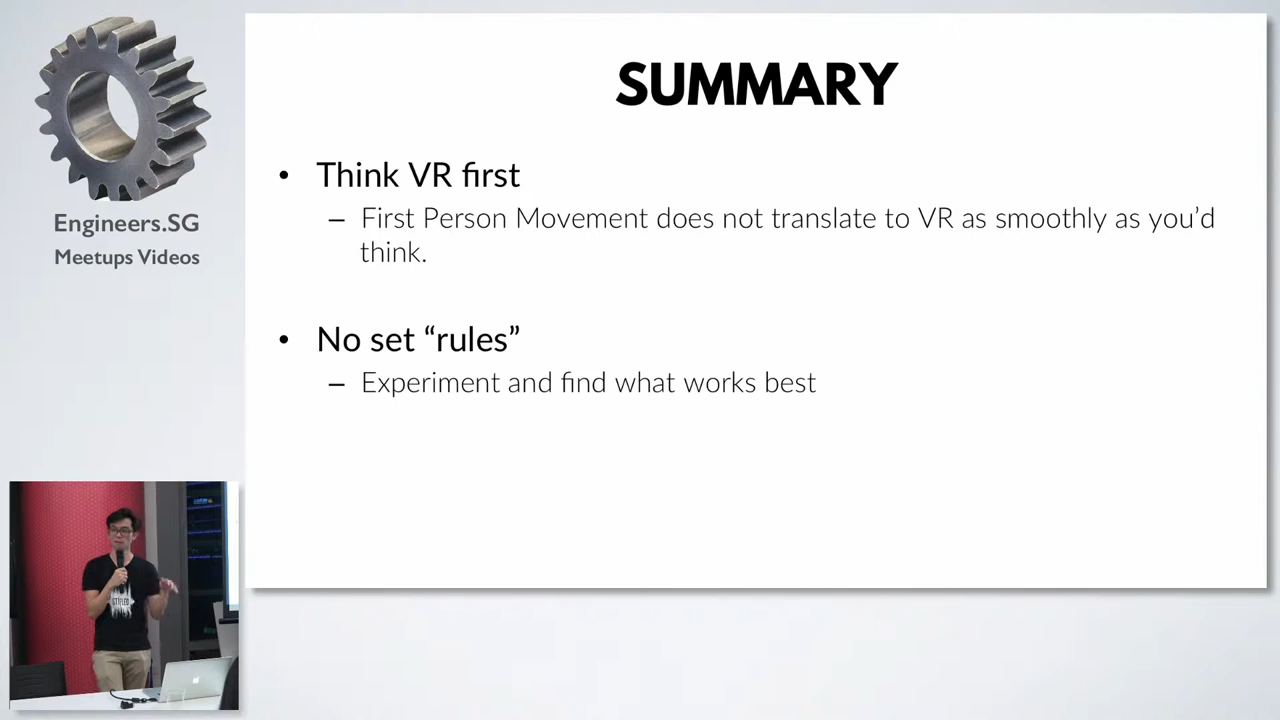 SUMMARY
• Think VR first
– First Person Movement does not translate to VR as smoothly as you’d
think.
• No set “rules”
– Experiment and find what works best
Engineers.SG
Meetups Videos